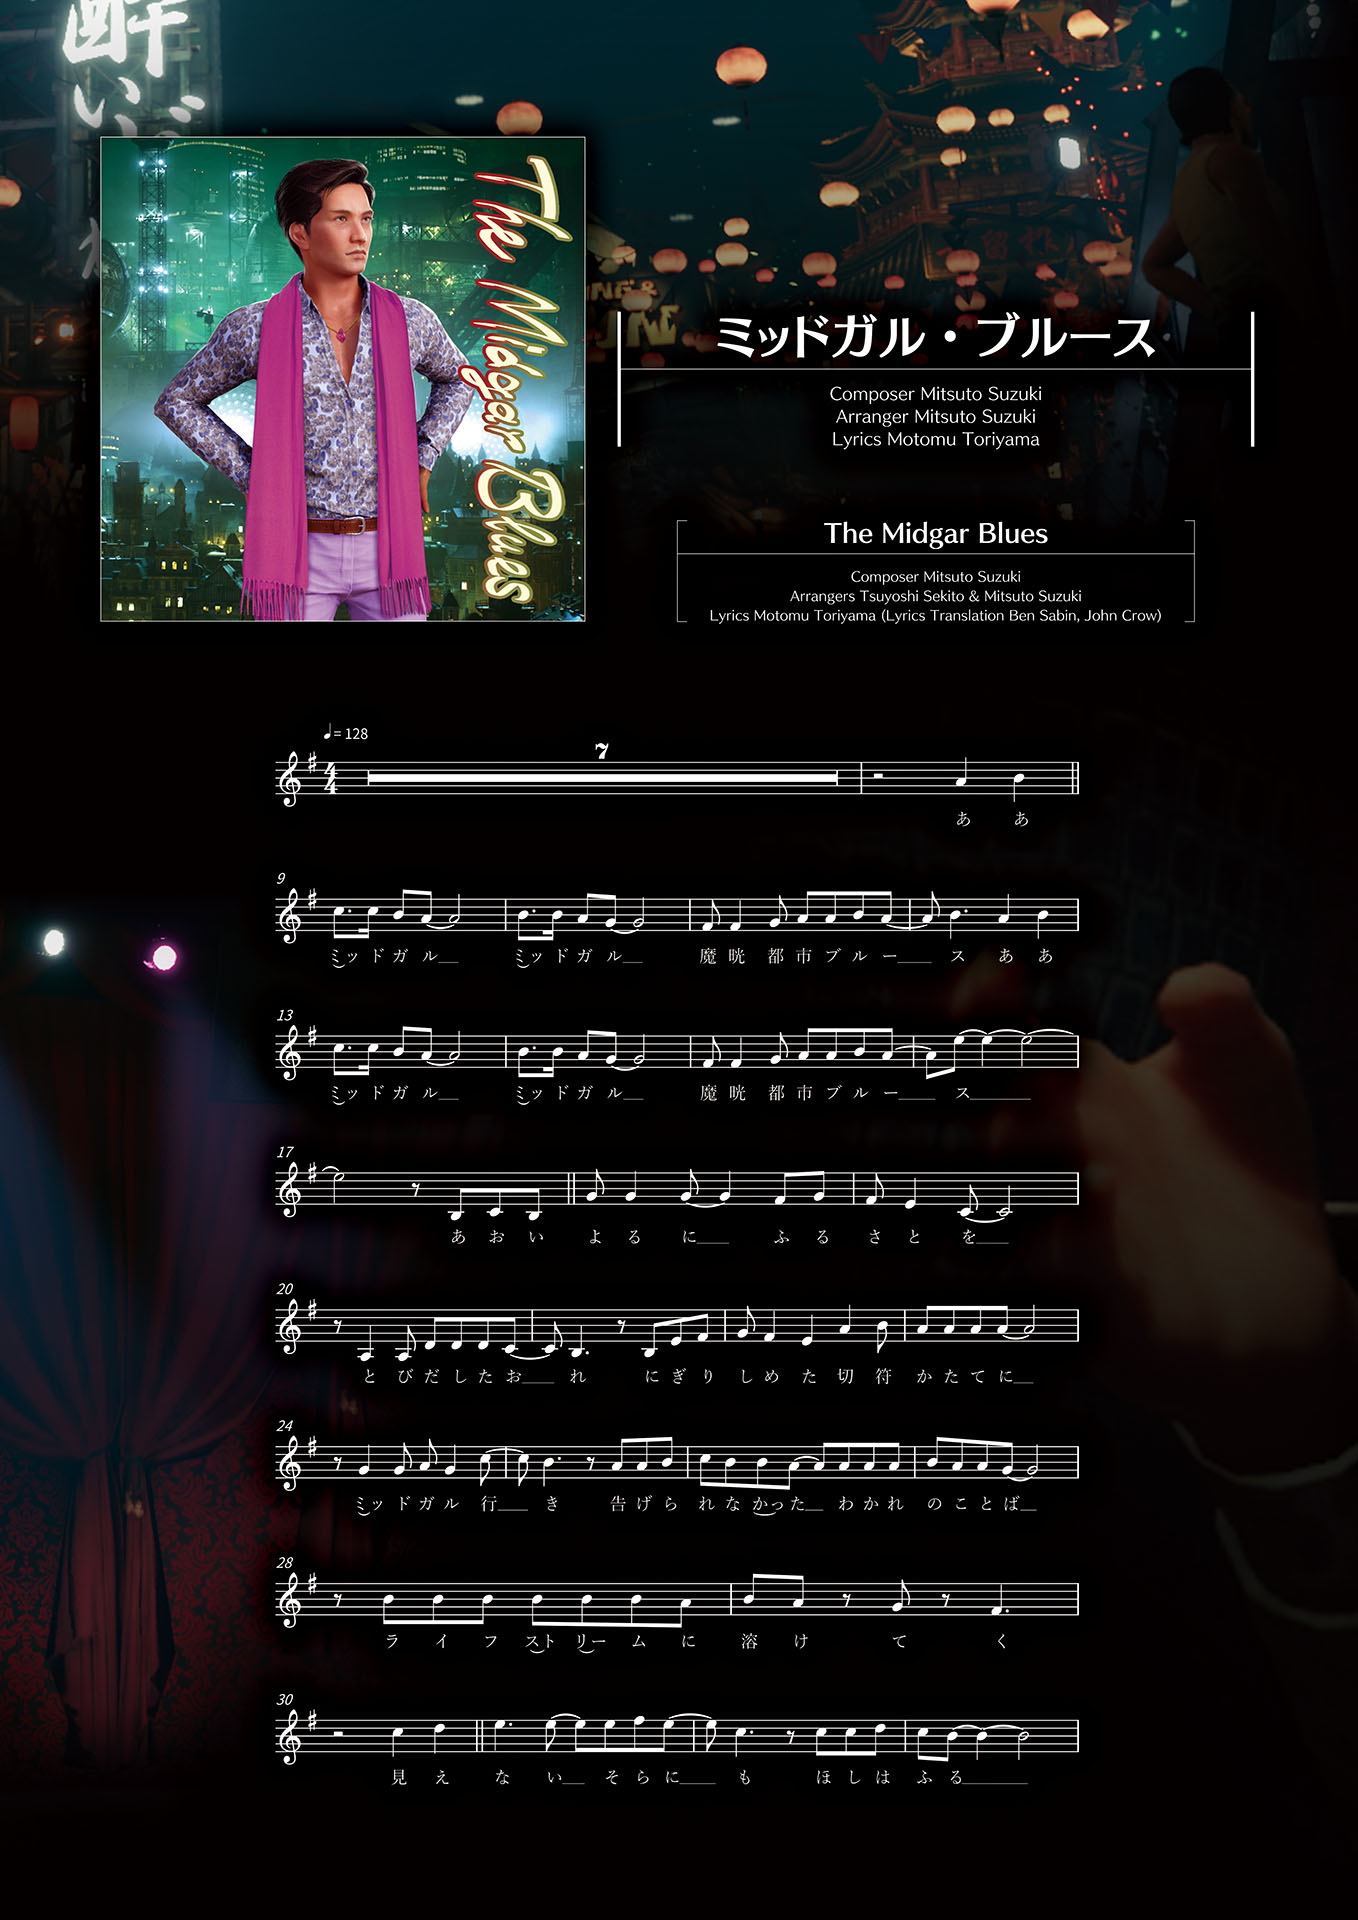 酔いど
The Midgar Blues
ミッドガル・ブルース
Composer Mitsuto Suzuki
Arranger Mitsuto Suzuki
Lyrics Motomu Toriyama
The Midgar Blues
Composer Mitsuto Suzuki
Arrangers Tsuyoshi Sekito & Mitsuto Suzuki
Lyrics Motomu Toriyama (Lyrics Translation Ben Sabin, John Crow)
= 128
7
4
4
ああ
9
ミッドガル ミッドガル 魔晄都市ブルース ああ
13
ミッドガル ミッドガル 魔晄都市ブルース
17
あおい よるに ふるさとを
20
とびだしたおれ にぎりしめた切符かたてに
24
ミッドガル行き 告げられなかった わかれのことば
28
ライフストリームに溶けてく
30
見えない そらにも ほしはふる